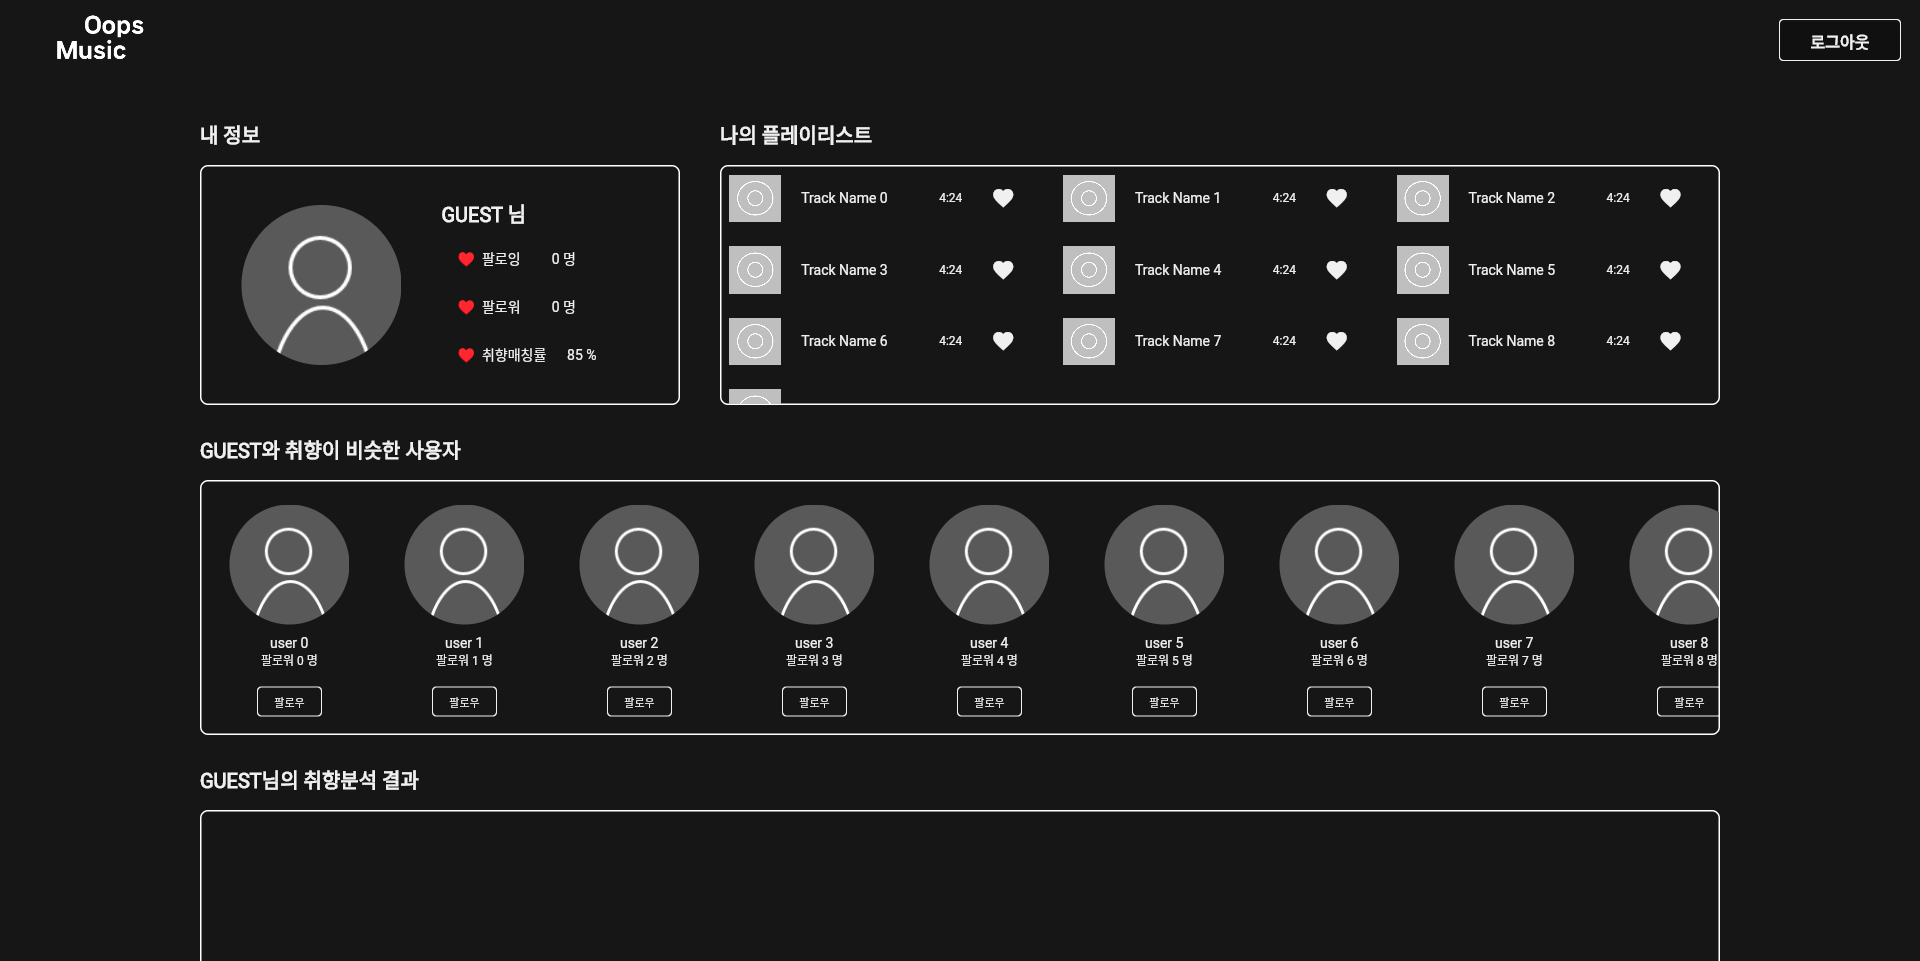 Oops
Music
로그아웃
내 정보
GUEST 님
팔로잉 0 명
팔로워 0 명
취향매칭률 85 %
나의 플레이리스트
Track Name 0 4:24 Track Name 1 4:24 Track Name 2 4:24
Track Name 3 4:24 Track Name 4 4:24 Track Name 5 4:24
Track Name 6 4:24 Track Name 7 4:24 Track Name 8 4:24
GUEST와 취향이 비슷한 사용자
user 0 user 1 user 2 user 3 user 4 user 5 user 6 user 7 user 8
팔로워 0 명 팔로워 1 명 팔로워 2 명 팔로워 3 명 팔로워 4 명 팔로워 5 명 팔로워 6 명 팔로워 7 명 팔로워 8 명
팔로우 팔로우 팔로우 팔로우 팔로우 팔로우 팔로우 팔로우 팔로우
GUEST님의 취향분석 결과